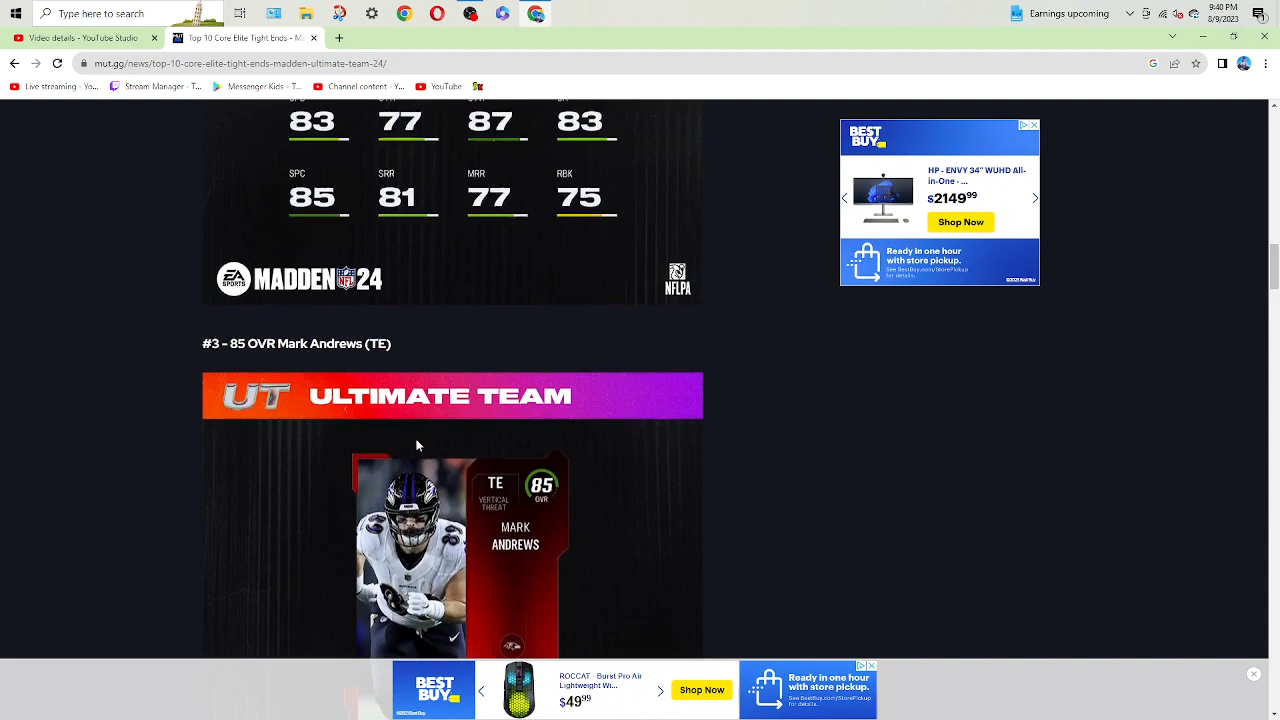 Type here to search
Earnings upcoming
9:40 PM
8/9/2023
Video details - YouTube Studio
Top 10 Core Elite Tight Ends - M
mut.gg/news/top-10-core-elite-tight-ends-madden-ultimate-team-24/
Live streaming - Yo...
Stream Manager - T...
Messenger Kids – T...
Channel content - Y...
YouTube
83 77 87 83
SPC SRR MRR RBK
85 81 77 75
EA SPORTS MADDEN NFL 24
NFLPA
#3 - 85 OVR Mark Andrews (TE)
UT ULTIMATE TEAM
TE 85
OVR
VERTICAL
THREAT
MARK
ANDREWS
BEST
BUY
HP - ENVY 34" WUHD All-
in-One - ...
$2149 99
Shop Now
Ready in one hour
with store pickup.
See BestBuy.com/StorePickup
for details.
BEST
BUY
ROCCAT - Burst Pro Air
Lightweight Wi...
$49 99
Shop Now
Ready in one hour
with store pickup.
See BestBuy.com/StorePickup
for details.